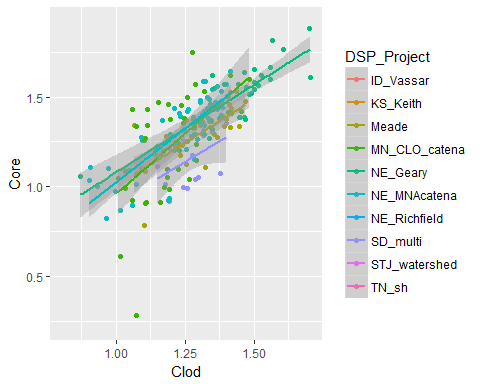 DSP_Project
ID_Vassar
KS_Keith
Meade
MN_CLO_catena
NE_Geary
NE_MNAcatena
NE_Richfield
SD_multi
STJ_watershed
TN_sh
Core
1.5
1.0
0.5
1.00 1.25 1.50
Clod